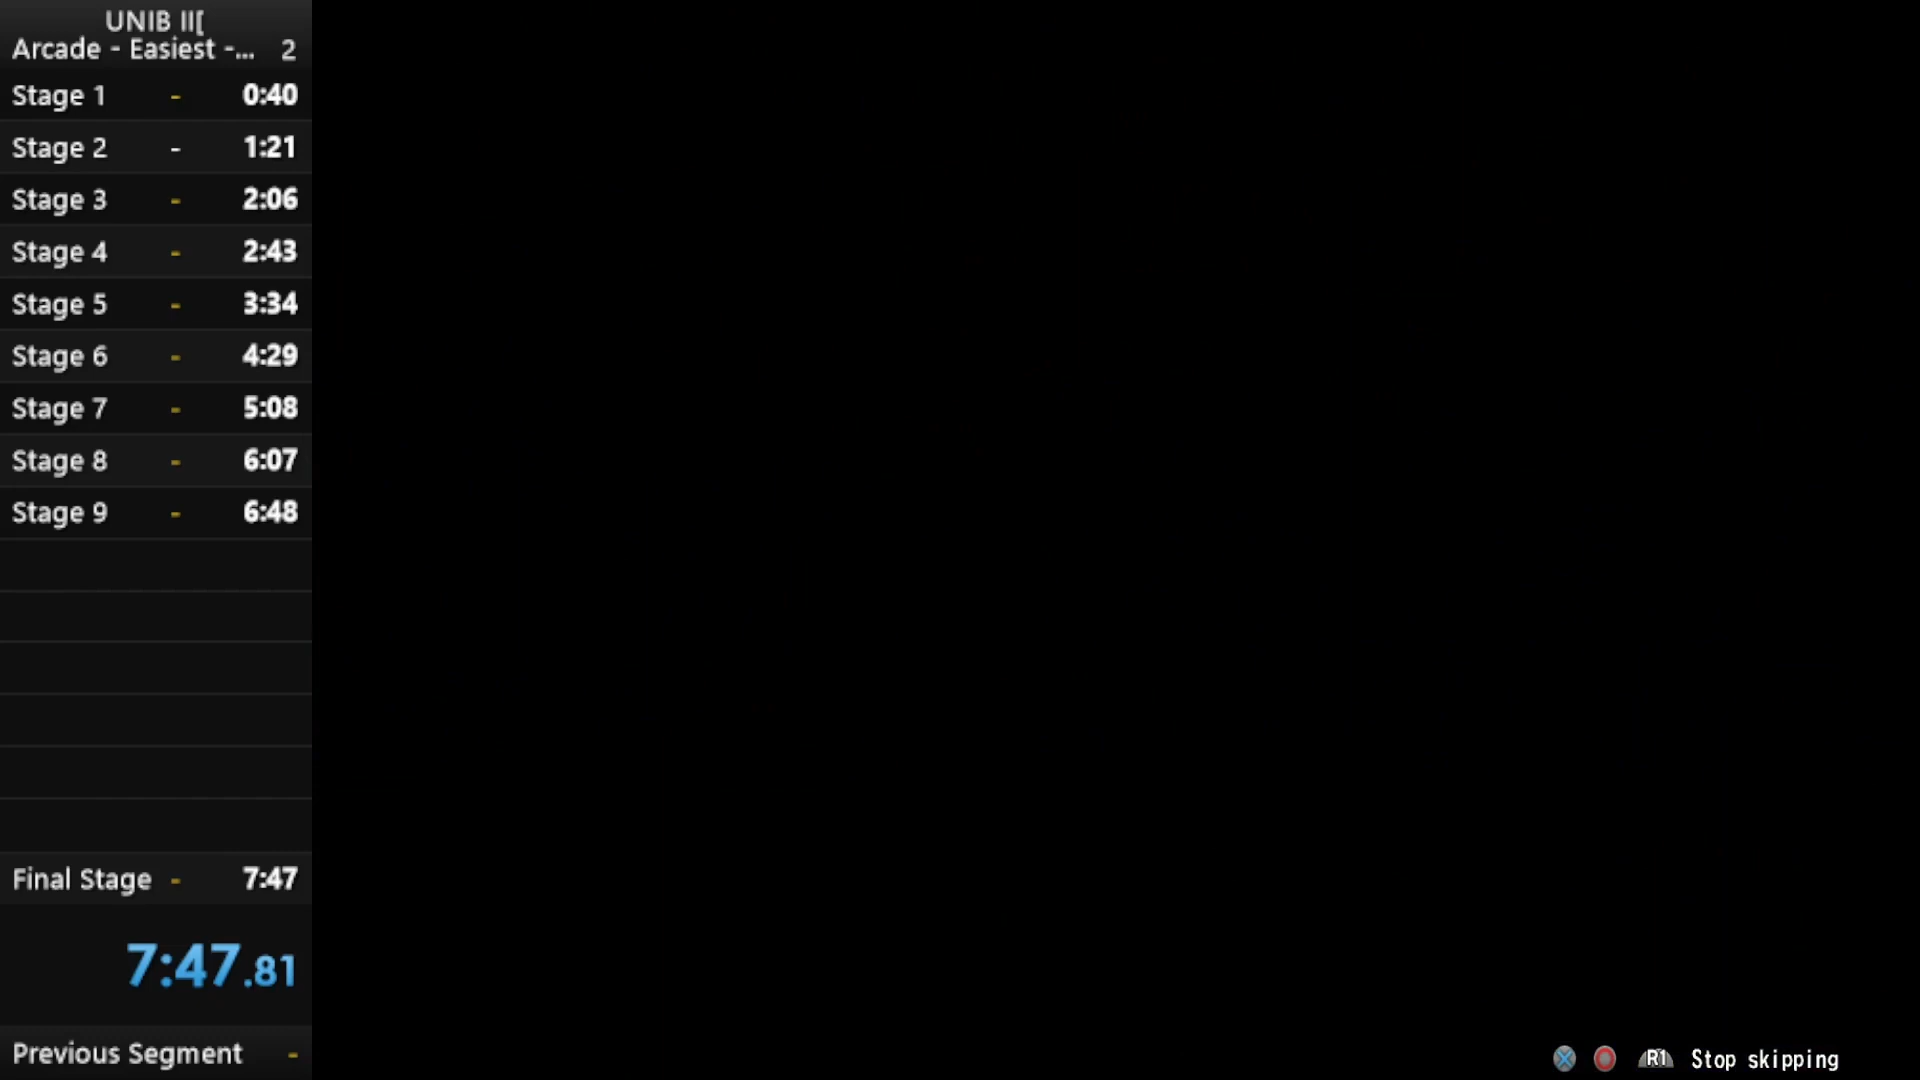 UNIB II[
Arcade - Easiest -... 2
Stage 1 - 0:40
Stage 2 - 1:21
Stage 3 - 2:06
Stage 4 - 2:43
Stage 5 - 3:34
Stage 6 - 4:29
Stage 7 - 5:08
Stage 8 - 6:07
Stage 9 - 6:48
Final Stage - 7:47
7:47.81
Previous Segment -
R1 Stop skipping